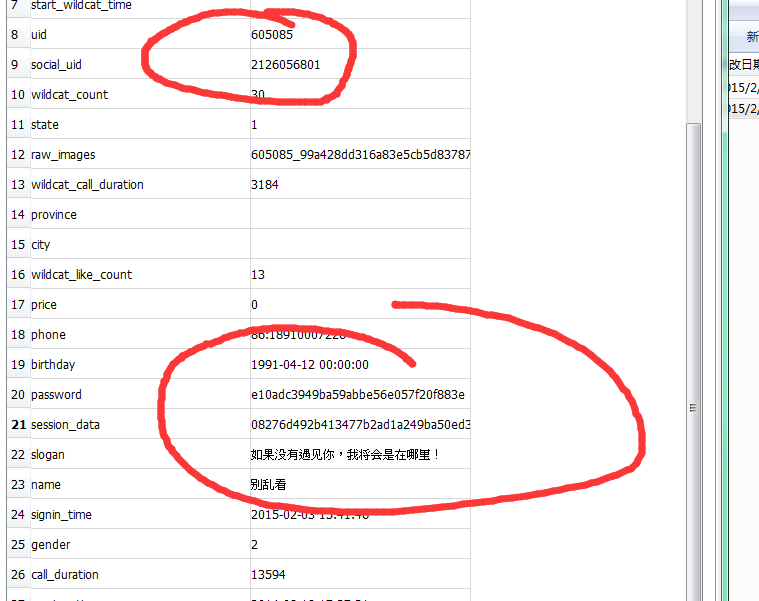 7 start_wildcat_time
新
8 uid 605085
改日期
9 social_uid 2126056801
015/2/
10 wildcat_count 30
015/2/
11 state 1
12 raw_images 605085_99a428dd316a83e5cb5d83787
13 wildcat_call_duration 3184
14 province
15 city
16 wildcat_like_count 13
17 price 0
18 phone
19 birthday 1991-04-12 00:00:00
20 password e10adc3949ba59abbe56e057f20f883e
21 session_data 08276d492b413477b2ad1a249ba50ed3
22 slogan 如果没有遇见你，我将会是在哪里！
23 name 别乱看
24 signin_time 2015-02-03 15:41:46
25 gender 2
26 call_duration 13594